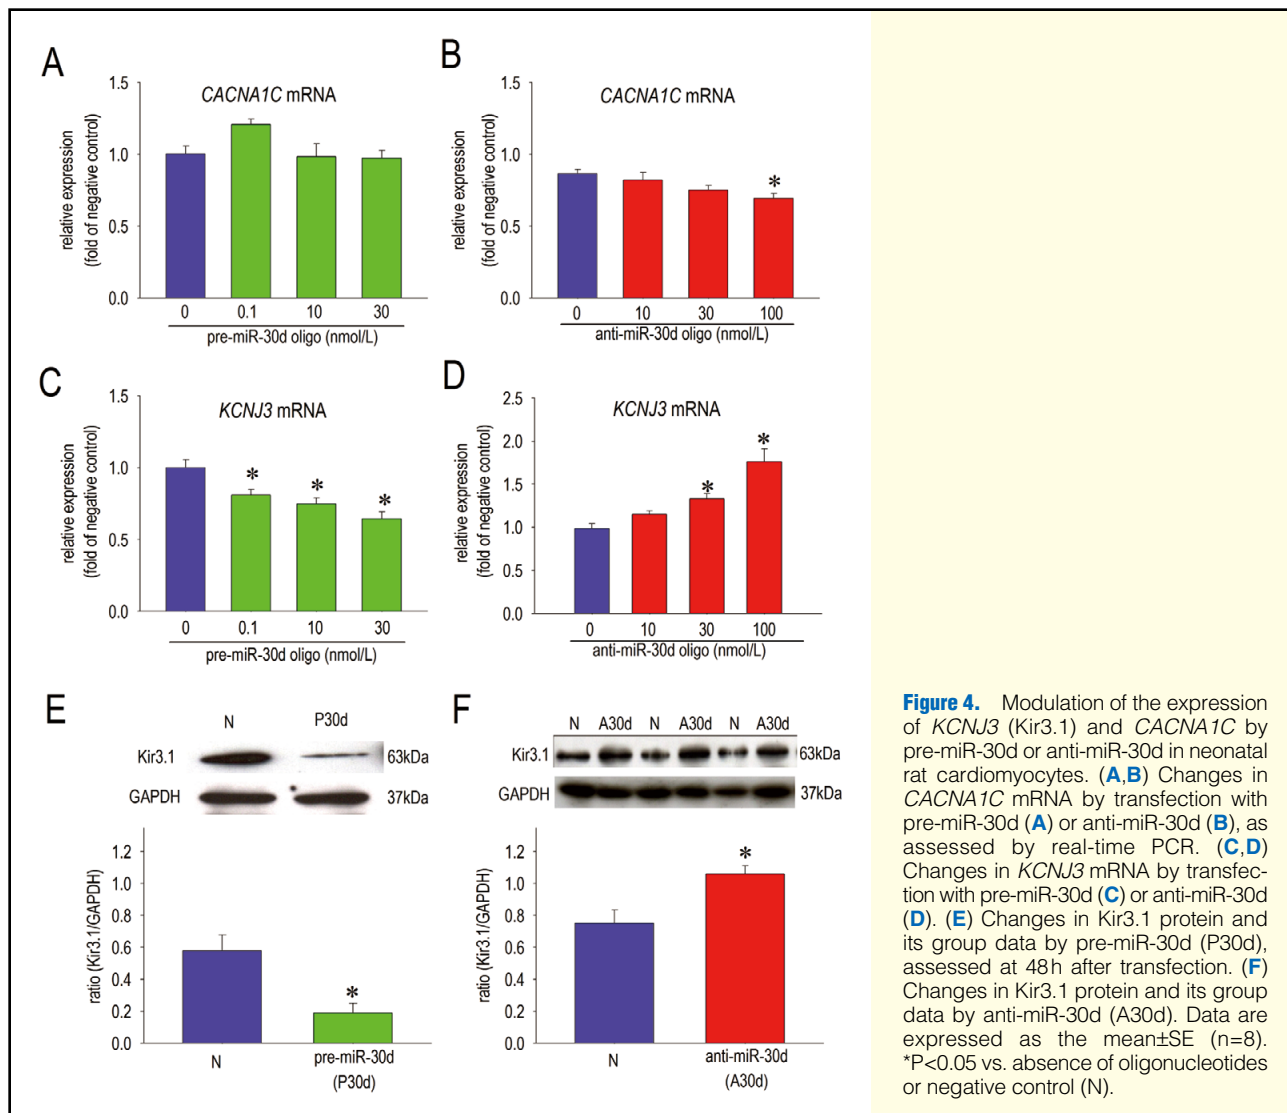 A
CACNA1C mRNA
relative expression
(fold of negative control)
1.5
1.0
0.5
0.0
0 0.1 10 30
pre-miR-30d oligo (nmol/L)
B
CACNA1C mRNA
relative expression
(fold of negative control)
1.5
1.0
0.5
0.0
*
0 10 30 100
anti-miR-30d oligo (nmol/L)
C
KCNJ3 mRNA
relative expression
(fold of negative control)
1.5
1.0
0.5
0.0
* * *
0 0.1 10 30
pre-miR-30d oligo (nmol/L)
D
KCNJ3 mRNA
relative expression
(fold of negative control)
2.5
2.0
1.5
1.0
0.5
0.0
* *
0 10 30 100
anti-miR-30d oligo (nmol/L)
E
N P30d
Kir3.1 63kDa
GAPDH 37kDa
ratio (Kir3.1/GAPDH)
1.2
1.0
0.8
0.6
0.4
0.2
0.0
*
N pre-miR-30d
(P30d)
F
N A30d N A30d N A30d
Kir3.1 63kDa
GAPDH 37kDa
ratio (Kir3.1/GAPDH)
1.2
1.0
0.8
0.6
0.4
0.2
0.0
*
N anti-miR-30d
(A30d)
Figure 4. Modulation of the expression
of KCNJ3 (Kir3.1) and CACNA1C by
pre-miR-30d or anti-miR-30d in neonatal
rat cardiomyocytes. (A,B) Changes in
CACNA1C mRNA by transfection with
pre-miR-30d (A) or anti-miR-30d (B), as
assessed by real-time PCR. (C,D)
Changes in KCNJ3 mRNA by transfec-
tion with pre-miR-30d (C) or anti-miR-30d
(D). (E) Changes in Kir3.1 protein and
its group data by pre-miR-30d (P30d),
assessed at 48h after transfection. (F)
Changes in Kir3.1 protein and its group
data by anti-miR-30d (A30d). Data are
expressed as the mean±SE (n=8).
*P<0.05 vs. absence of oligonucleotides
or negative control (N).